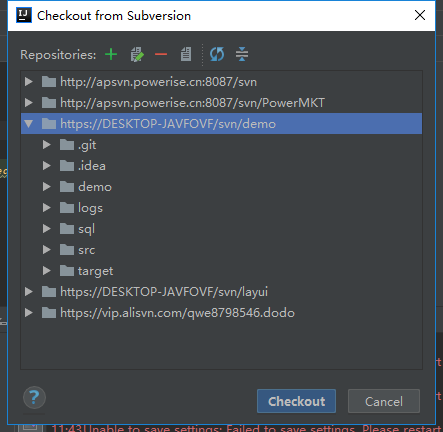 Checkout from Subversion
Repositories:
http://apsvn.powerise.cn:8087/svn
http://apsvn.powerise.cn:8087/svn/PowerMKT
https://DESKTOP-JAVFOVF/svn/demo
.git
.idea
demo
logs
sql
src
target
https://DESKTOP-JAVFOVF/svn/layui
https://vip.alisvn.com/qwe8798546.dodo
Checkout
Cancel
11:43 Unable to save settings: Failed to save settings. Please restart